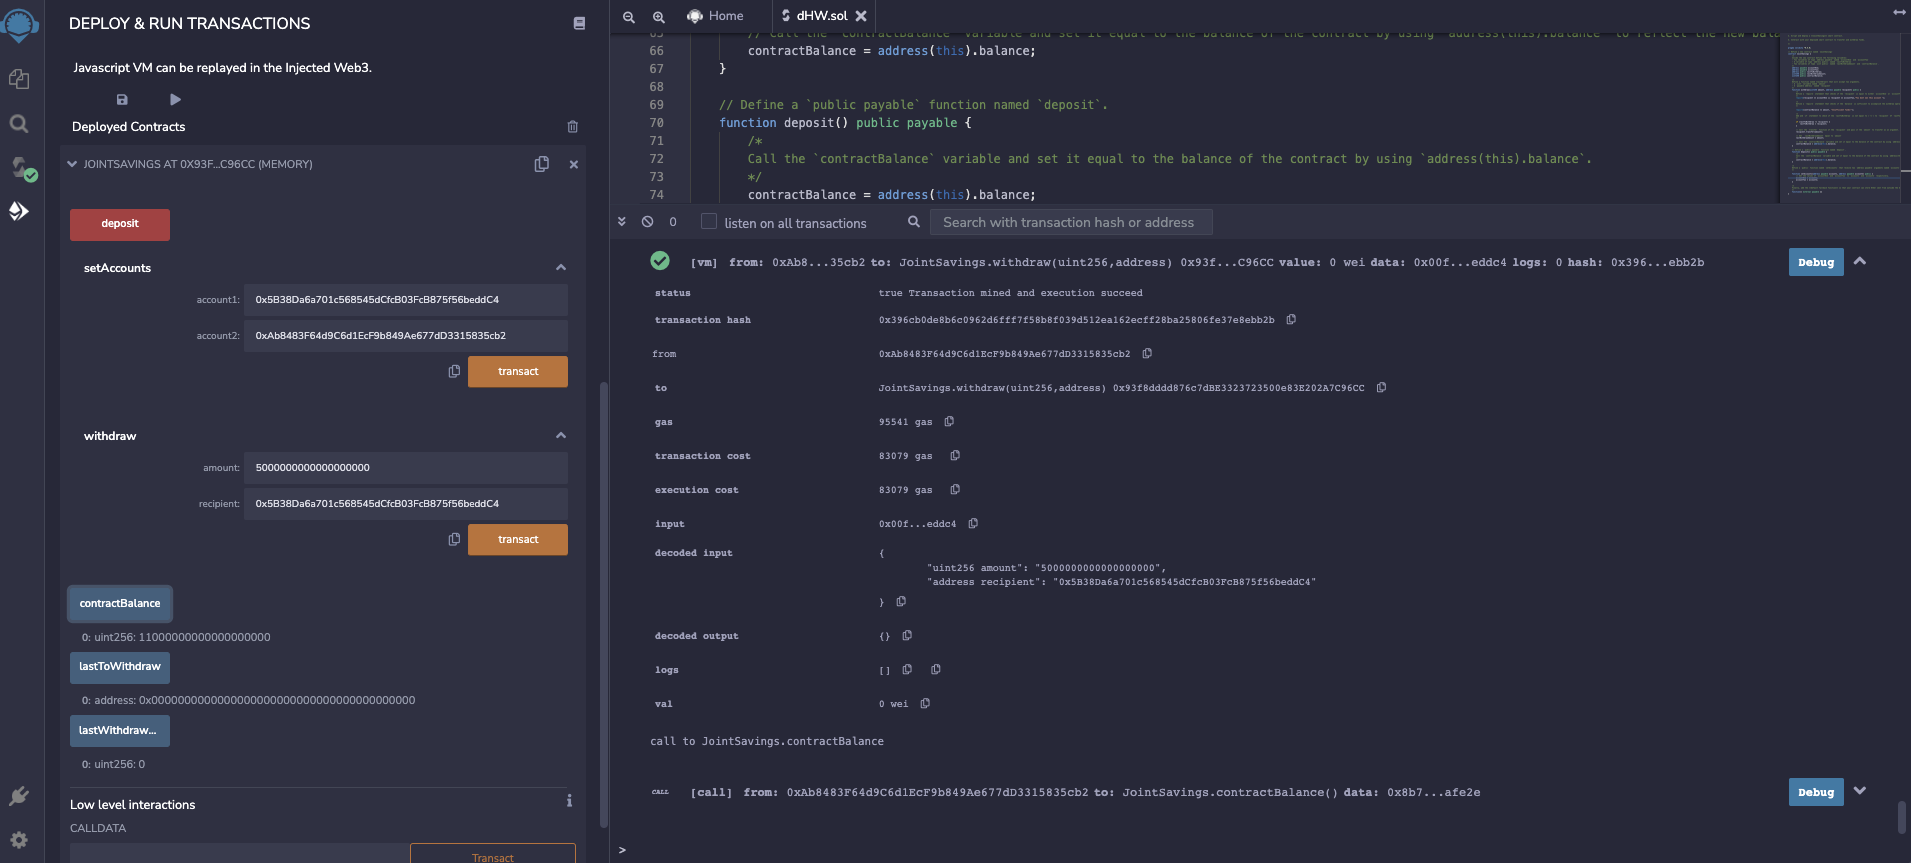 DEPLOY & RUN TRANSACTIONS
Javascript VM can be replayed in the Injected Web3.
Deployed Contracts
JOINTSAVINGS AT 0X93F...C96CC (MEMORY)
deposit
setAccounts
account1: 0x5B38Da6a701c568545dCfcB03FcB875f56beddC4
account2: 0xAb8483F64d9C6d1EcF9b849Ae677dD3315835cb2
transact
withdraw
amount: 5000000000000000000
recipient: 0x5B38Da6a701c568545dCfcB03FcB875f56beddC4
transact
contractBalance
0: uint256: 11000000000000000000
lastToWithdraw
0: address: 0x0000000000000000000000000000000000000000
lastWithdraw...
0: uint256: 0
Low level interactions
CALLDATA
Transact
Home
dHW.sol
65 // Call the `contractBalance` variable and set it equal to the balance of the contract by using `address(this).balance` to reflect the new bala
66 contractBalance = address(this).balance;
67 }
68
69 // Define a `public payable` function named `deposit`.
70 function deposit() public payable {
71 /*
72 Call the `contractBalance` variable and set it equal to the balance of the contract by using `address(this).balance`.
73 */
74 contractBalance = address(this).balance;
0 listen on all transactions Search with transaction hash or address
[vm] from: 0xAb8...35cb2 to: JointSavings.withdraw(uint256,address) 0x93f...C96CC value: 0 wei data: 0x00f...eddc4 logs: 0 hash: 0x396...ebb2b Debug
status true Transaction mined and execution succeed
transaction hash 0x396cb0de8b6c0962d6fff7f58b8f039d512ea162ecff28ba25806fe37e8ebb2b
from 0xAb8483F64d9C6d1EcF9b849Ae677dD3315835cb2
to JointSavings.withdraw(uint256,address) 0x93f8dddd876c7dBE3323723500e83E202A7C96CC
gas 95541 gas
transaction cost 83079 gas
execution cost 83079 gas
input 0x00f...eddc4
decoded input {
"uint256 amount": "5000000000000000000",
"address recipient": "0x5B38Da6a701c568545dCfcB03FcB875f56beddC4"
}
decoded output {}
logs []
val 0 wei
call to JointSavings.contractBalance
CALL [call] from: 0xAb8483F64d9C6d1EcF9b849Ae677dD3315835cb2 to: JointSavings.contractBalance() data: 0x8b7...afe2e Debug
>